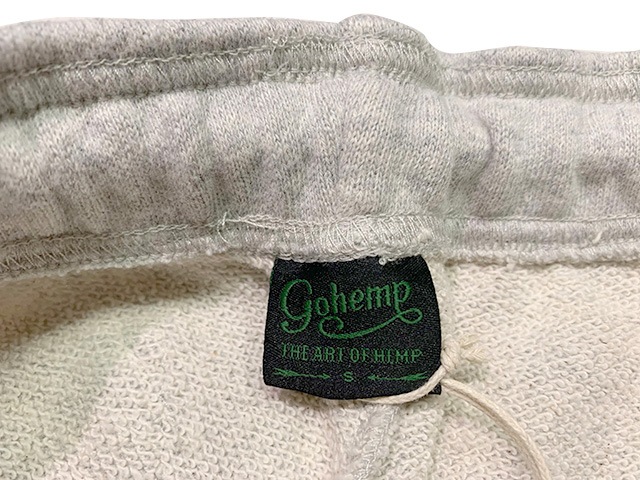 gohemp
THE ART OF HEMP
S